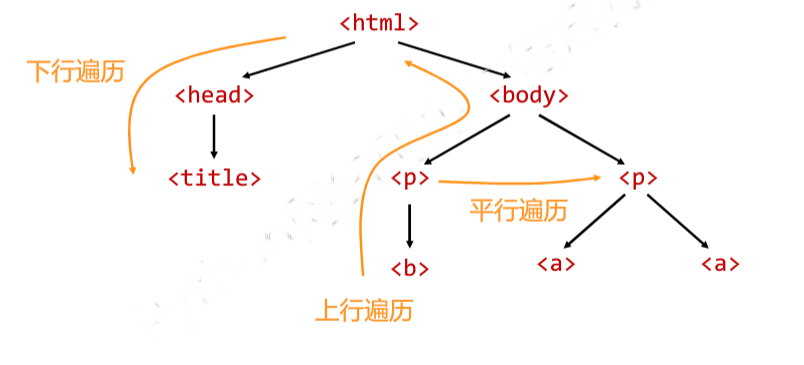 <html>
下行遍历
<head>
<body>
<title>
<p>
<p>
平行遍历
<b>
<a>
<a>
上行遍历